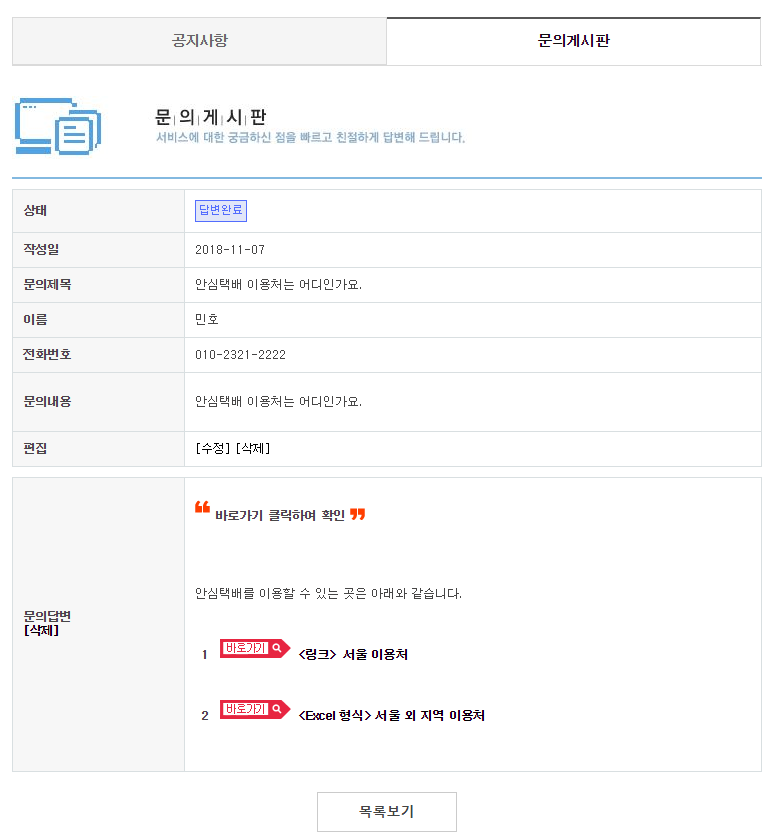 공지사항 문의게시판
문|의|게|시|판
서비스에 대한 궁금하신 점을 빠르고 친절하게 답변해 드립니다.
상태 답변완료
작성일 2018-11-07
문의제목 안심택배 이용처는 어디인가요.
이름 민호
전화번호 010-2321-2222
문의내용 안심택배 이용처는 어디인가요.
편집 [수정] [삭제]
❝ 바로가기 클릭하여 확인 ❞
안심택배를 이용할 수 있는 곳은 아래와 같습니다.
문의답변
[삭제]
1 바로가기 <링크> 서울 이용처
2 바로가기 <Excel 형식> 서울 외 지역 이용처
목록보기